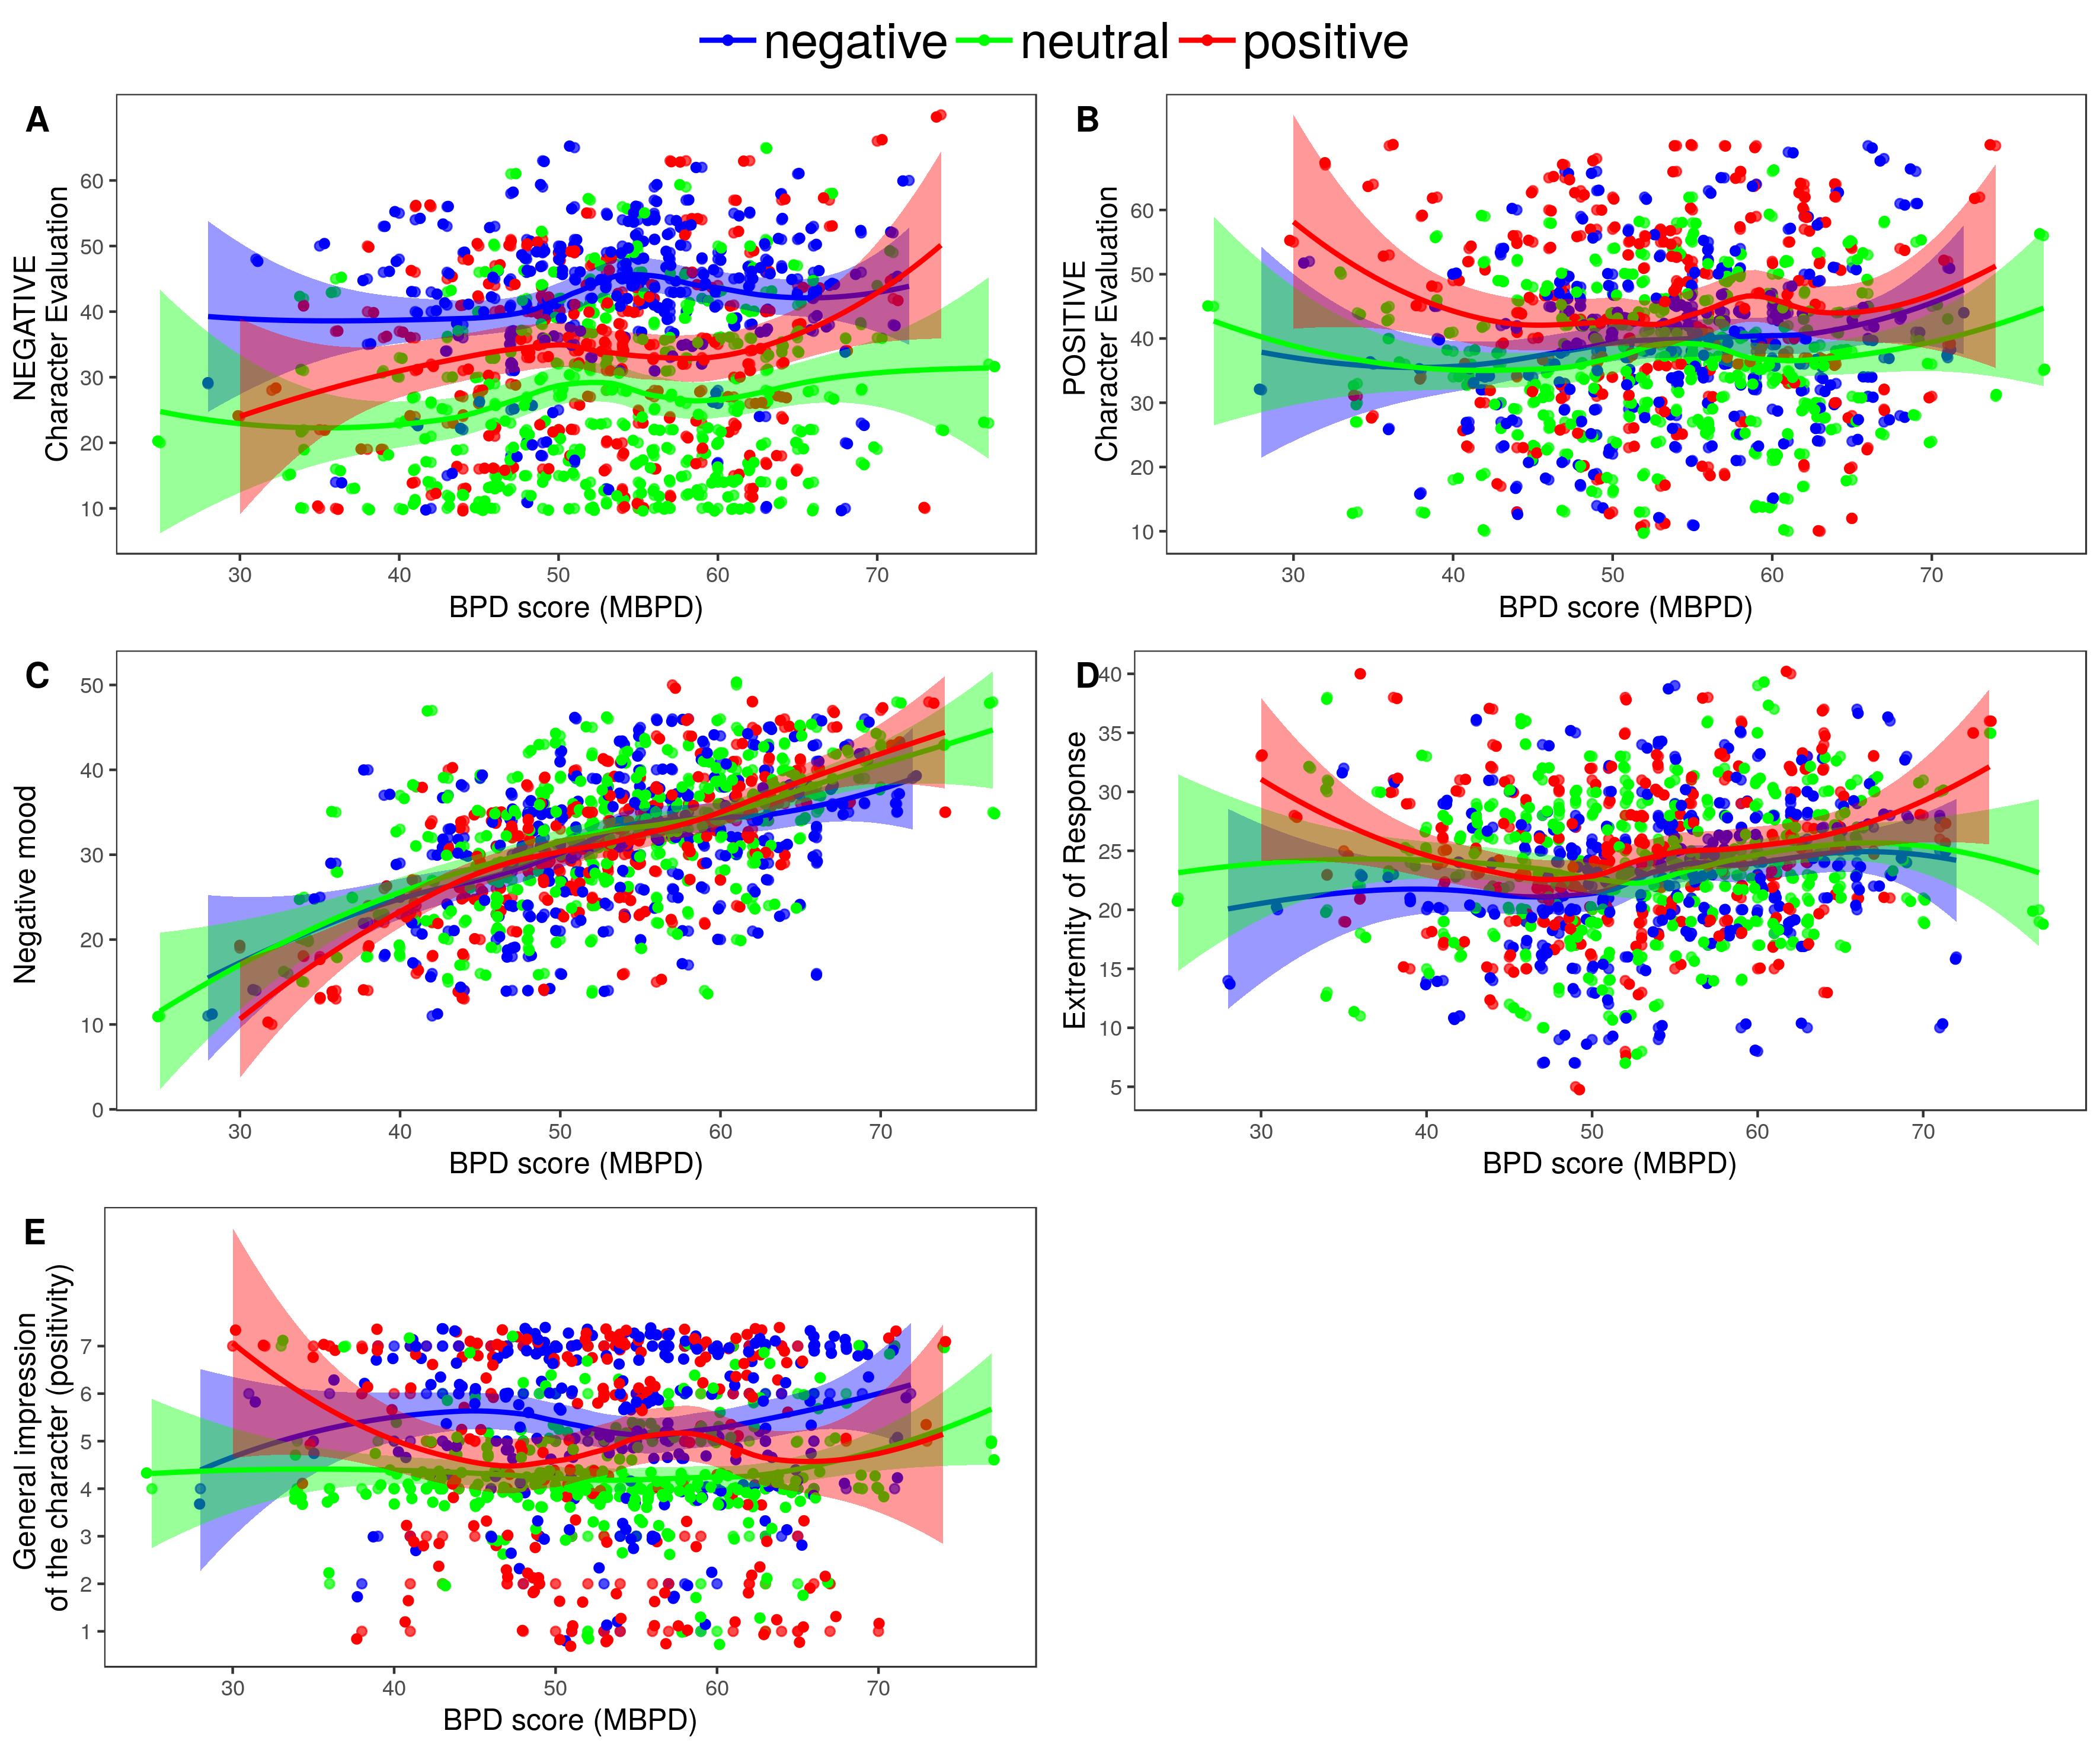 negative neutral positive
A
NEGATIVE
Character Evaluation
60
50
40
30
20
10
30 40 50 60 70
BPD score (MBPD)
B
POSITIVE
Character Evaluation
60
50
40
30
20
10
30 40 50 60 70
BPD score (MBPD)
C
Negative mood
50
40
30
20
10
0
30 40 50 60 70
BPD score (MBPD)
D
Extremity of Response
40
35
30
25
20
15
10
5
30 40 50 60 70
BPD score (MBPD)
E
General impression
of the character (positivity)
7
6
5
4
3
2
1
30 40 50 60 70
BPD score (MBPD)